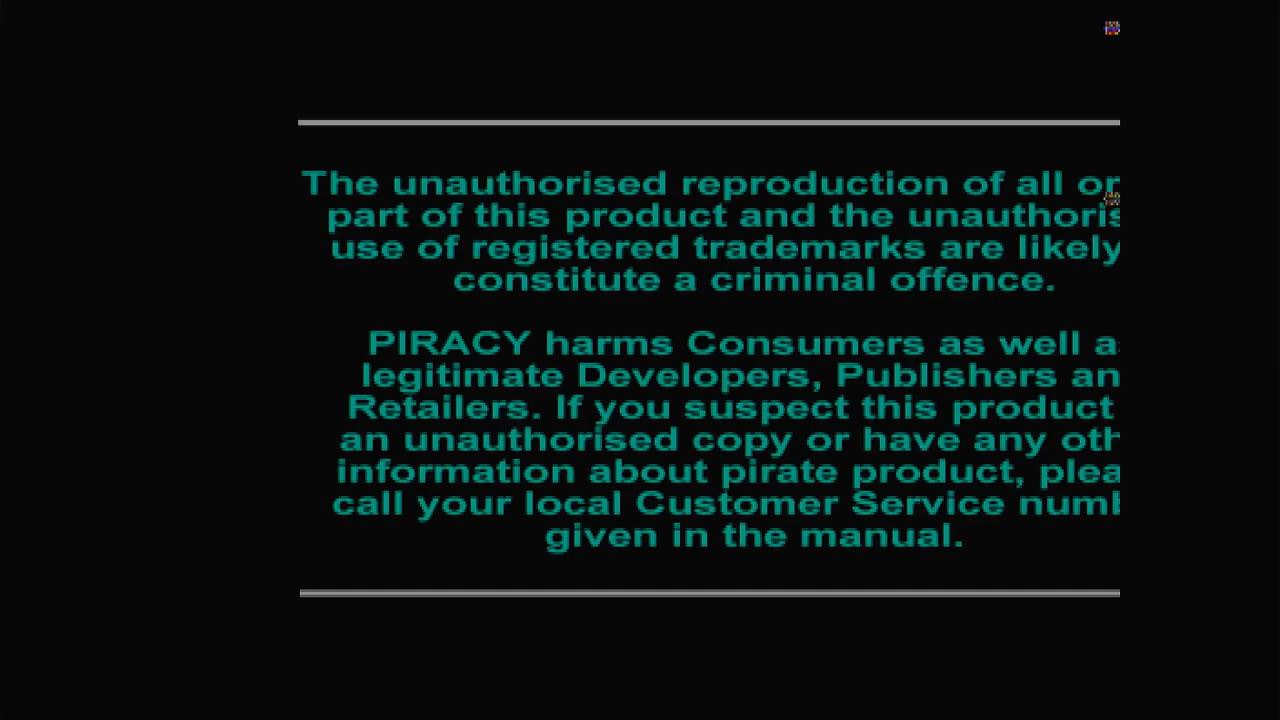 The unauthorised reproduction of all or
part of this product and the unauthoris
use of registered trademarks are likely
constitute a criminal offence.
PIRACY harms Consumers as well as
legitimate Developers, Publishers an
Retailers. If you suspect this product
an unauthorised copy or have any oth
information about pirate product, plea
call your local Customer Service numb
given in the manual.